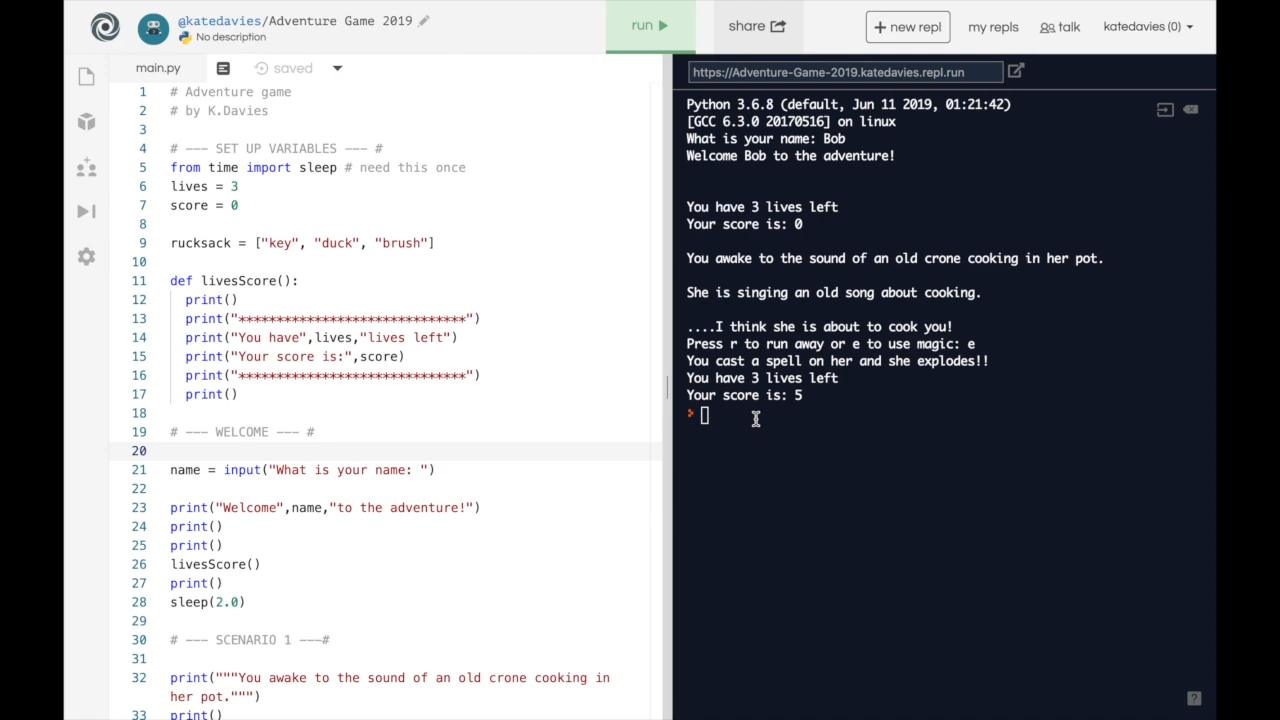 @katedavies/Adventure Game 2019
No description
run
share
+ new repl
my repls
talk
katedavies (0)
main.py
saved
https://Adventure-Game-2019.katedavies.repl.run
1 # Adventure game
2 # by K.Davies
3
4 # --- SET UP VARIABLES --- #
5 from time import sleep # need this once
6 lives = 3
7 score = 0
8
9 rucksack = ["key", "duck", "brush"]
10
11 def livesScore():
12 print()
13 print("*****************************")
14 print("You have",lives,"lives left")
15 print("Your score is:",score)
16 print("*****************************")
17 print()
18
19 # --- WELCOME --- #
20
21 name = input("What is your name: ")
22
23 print("Welcome",name,"to the adventure!")
24 print()
25 print()
26 livesScore()
27 print()
28 sleep(2.0)
29
30 # --- SCENARIO 1 ---#
31
32 print("""You awake to the sound of an old crone cooking in
her pot.""")
33 print()
Python 3.6.8 (default, Jun 11 2019, 01:21:42)
[GCC 6.3.0 20170516] on linux
What is your name: Bob
Welcome Bob to the adventure!
You have 3 lives left
Your score is: 0
You awake to the sound of an old crone cooking in her pot.
She is singing an old song about cooking.
....I think she is about to cook you!
Press r to run away or e to use magic: e
You cast a spell on her and she explodes!!
You have 3 lives left
Your score is: 5
?